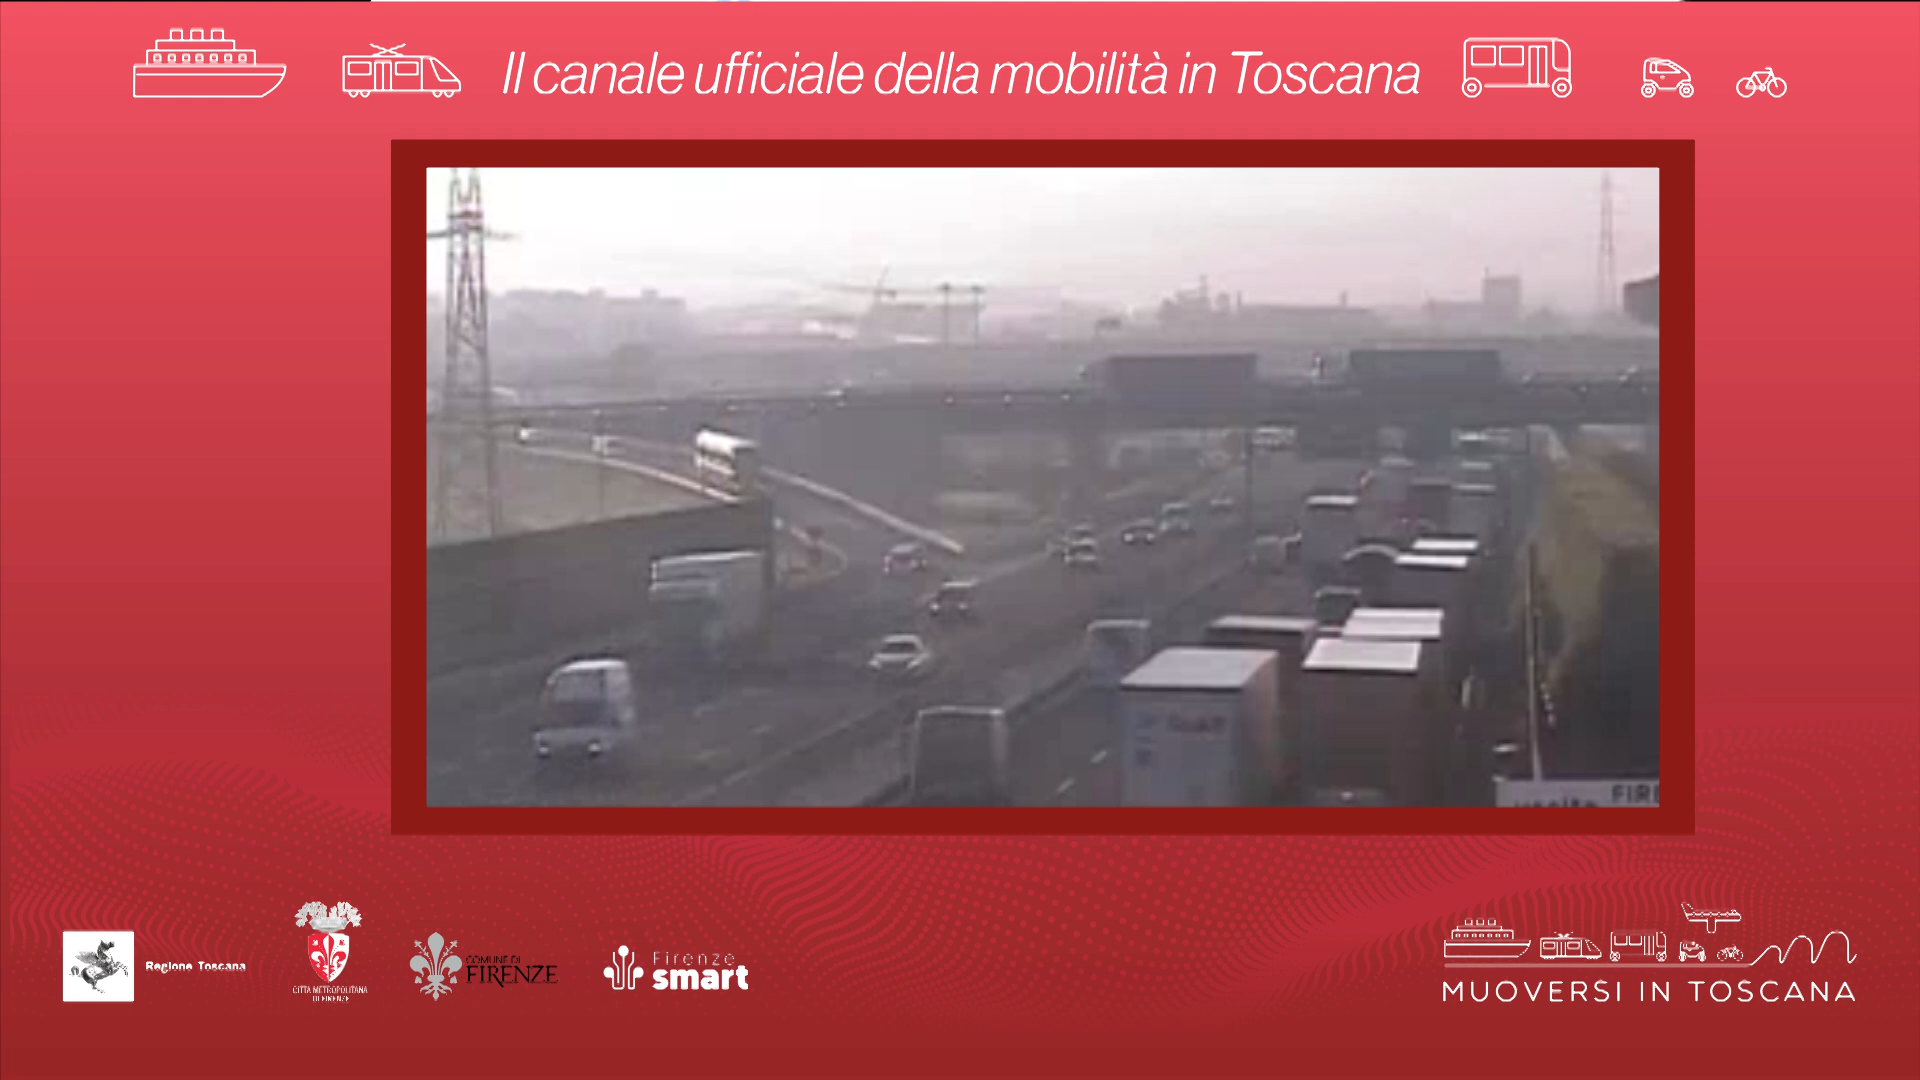 Il canale ufficiale della mobilità in Toscana
FIR
Regione Toscana
CITTÀ METROPOLITANA
DI FIRENZE
COMUNE DI
FIRENZE
Firenze
smart
MUOVERSI IN TOSCANA